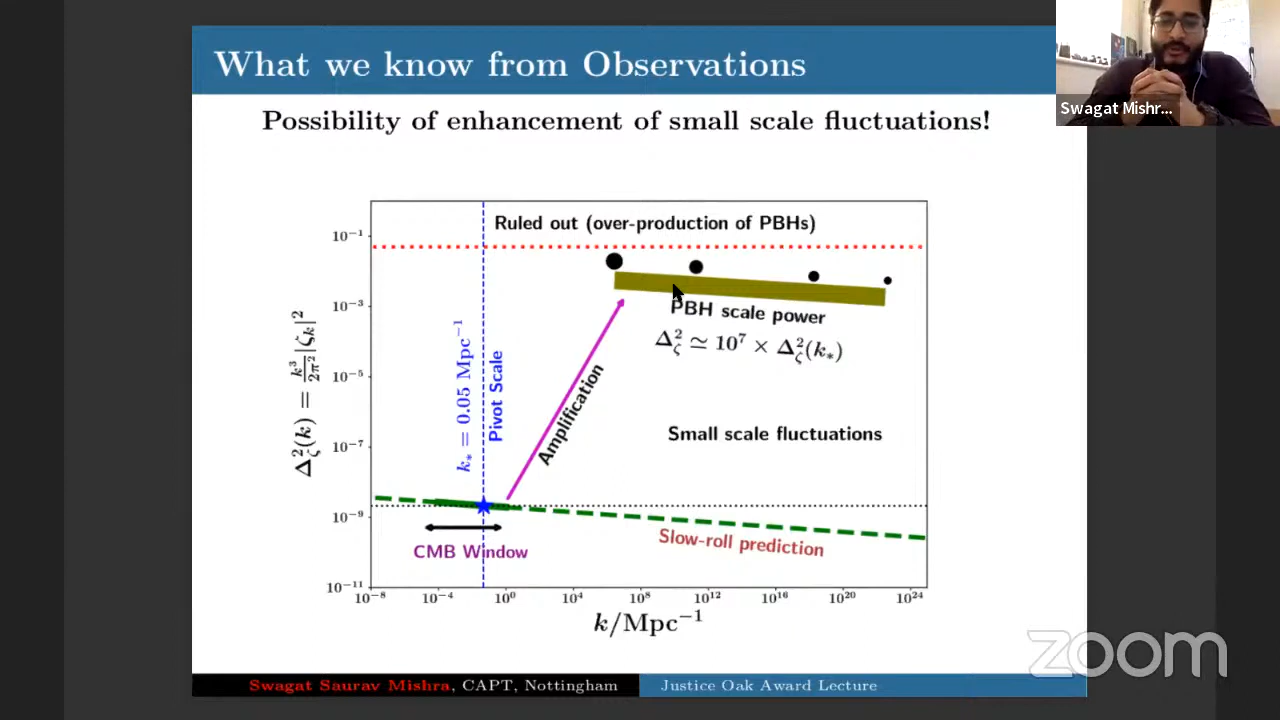 What we know from Observations
Swagat Mishr...
Possibility of enhancement of small scale fluctuations!
Ruled out (over-production of PBHs)
PBH scale power
Δ²_ζ ≃ 10⁷ × Δ²_ζ(k_*)
Amplification
Small scale fluctuations
k_* = 0.05 Mpc⁻¹
Pivot Scale
Slow-roll prediction
CMB Window
Δ²_ζ(k) = k³/2π² |ζ_k|²
10⁻¹
10⁻³
10⁻⁵
10⁻⁷
10⁻⁹
10⁻¹¹
10⁻⁸ 10⁻⁴ 10⁰ 10⁴ 10⁸ 10¹² 10¹⁶ 10²⁰ 10²⁴
k/Mpc⁻¹
zoom
Swagat Saurav Mishra, CAPT, Nottingham
Justice Oak Award Lecture